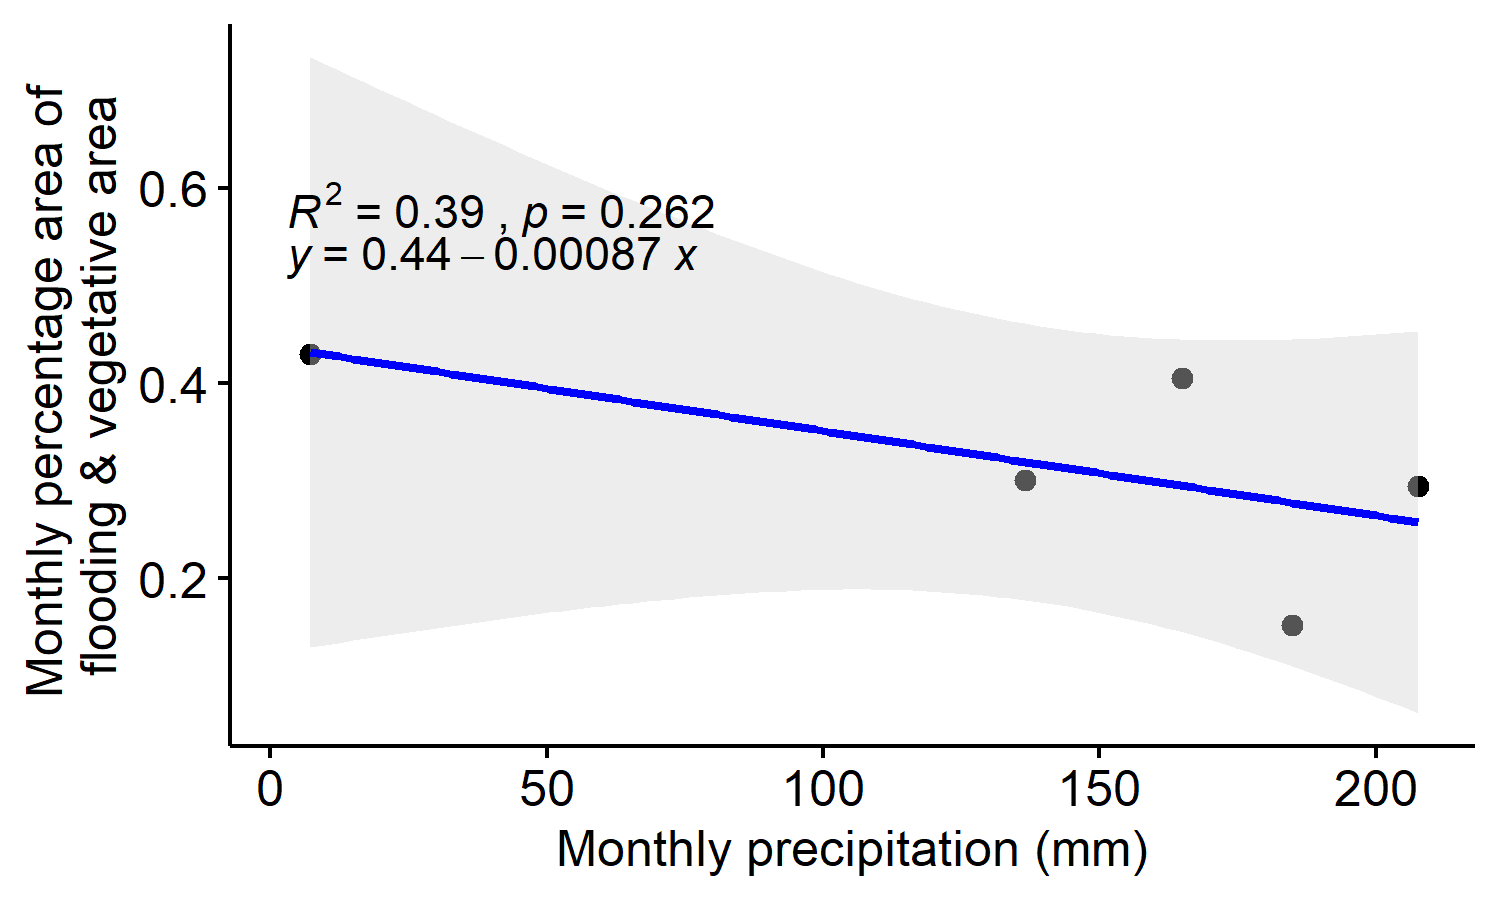 Monthly percentage area of
flooding & vegetative area
0.6
0.4
0.2
R² = 0.39 , p = 0.262
y = 0.44 – 0.00087 x
0 50 100 150 200
Monthly precipitation (mm)